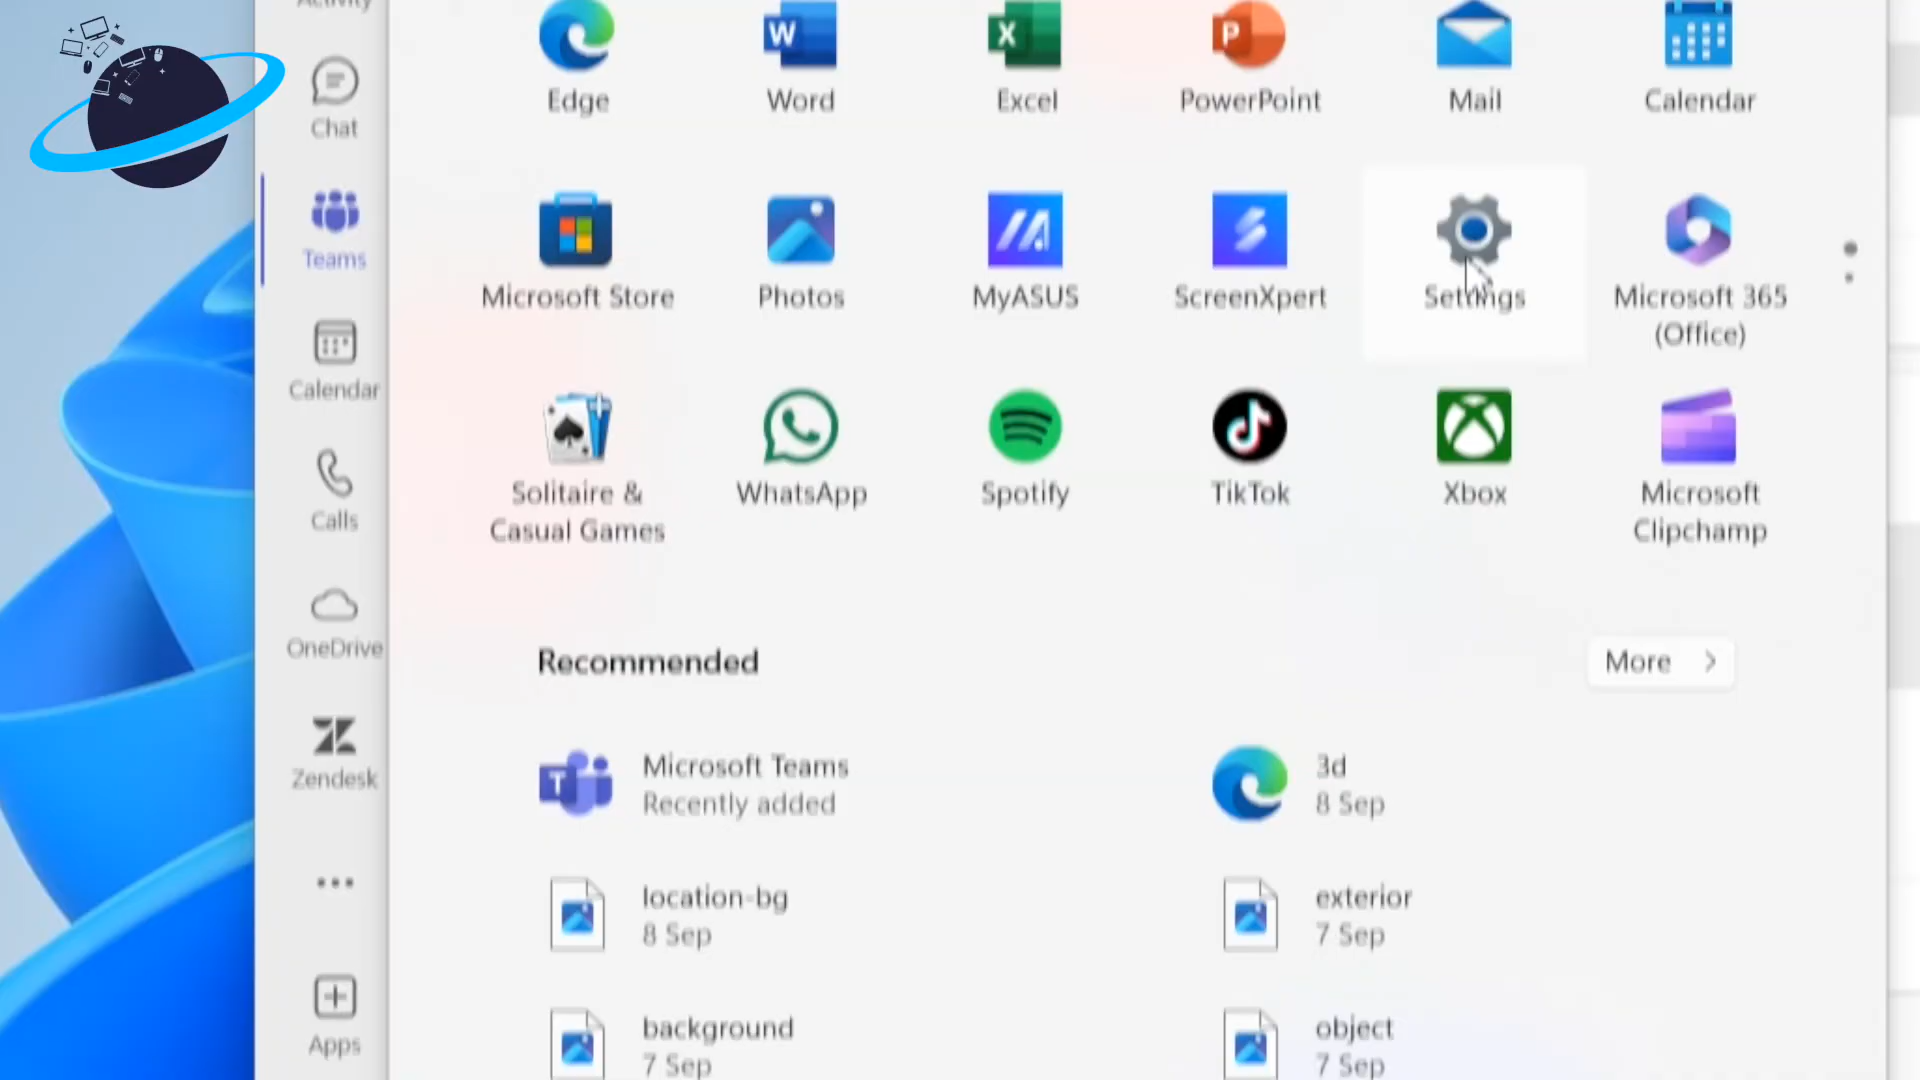 Activity
Chat
Teams
Calendar
Calls
OneDrive
Zendesk
Apps
Edge
Word
Excel
PowerPoint
Mail
Calendar
Microsoft Store
Photos
MyASUS
ScreenXpert
Settings
Microsoft 365
(Office)
Solitaire &
Casual Games
WhatsApp
Spotify
TikTok
Xbox
Microsoft
Clipchamp
Recommended
More
Microsoft Teams
Recently added
3d
8 Sep
location-bg
8 Sep
exterior
7 Sep
background
7 Sep
object
7 Sep